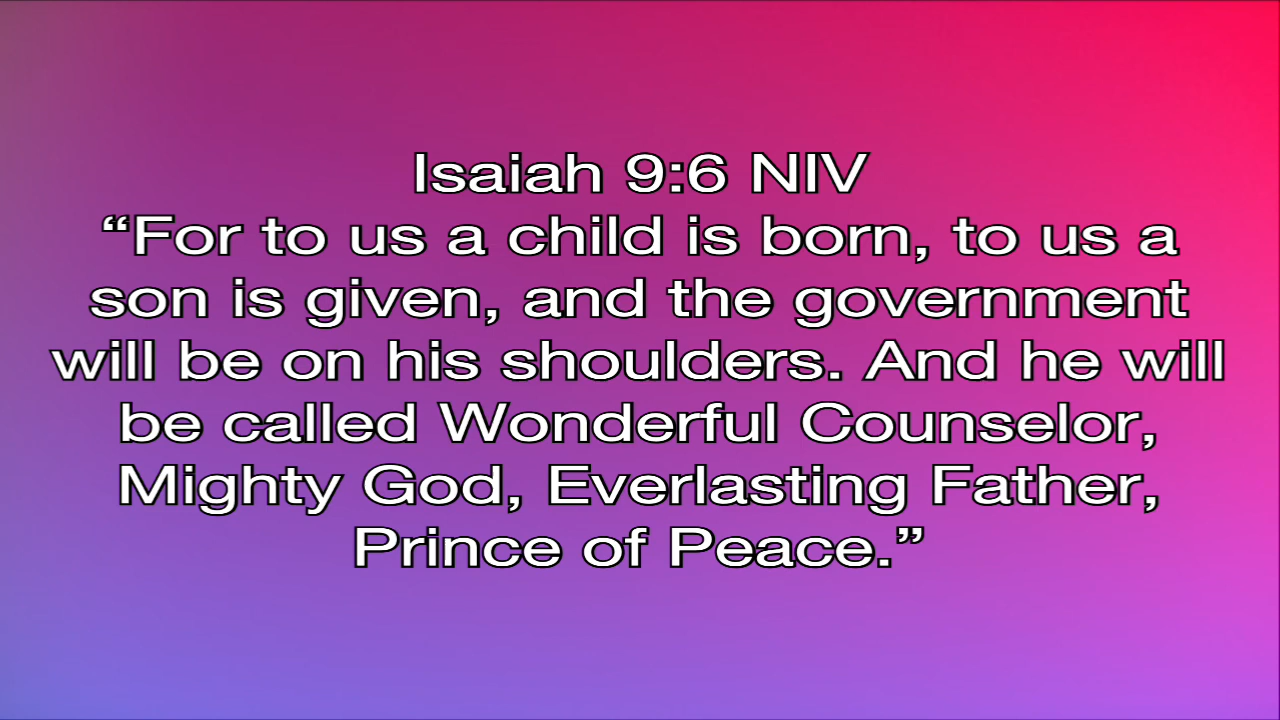 Isaiah 9:6 NIV
“For to us a child is born, to us a
son is given, and the government
will be on his shoulders. And he will
be called Wonderful Counselor,
Mighty God, Everlasting Father,
Prince of Peace.”